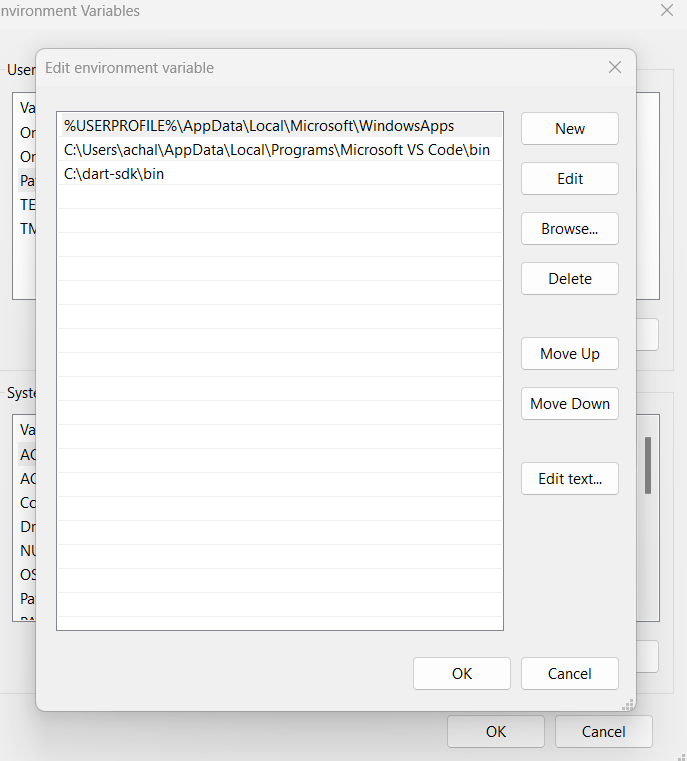 nvironment Variables
Edit environment variable
User
Va
Or
Or
Pa
TE
TM
%USERPROFILE%\AppData\Local\Microsoft\WindowsApps
C:\Users\achal\AppData\Local\Programs\Microsoft VS Code\bin
C:\dart-sdk\bin
New
Edit
Browse...
Delete
Move Up
Move Down
Edit text...
Syste
Va
AC
AC
Co
Dr
NU
OS
Pa
OK
Cancel
OK
Cancel